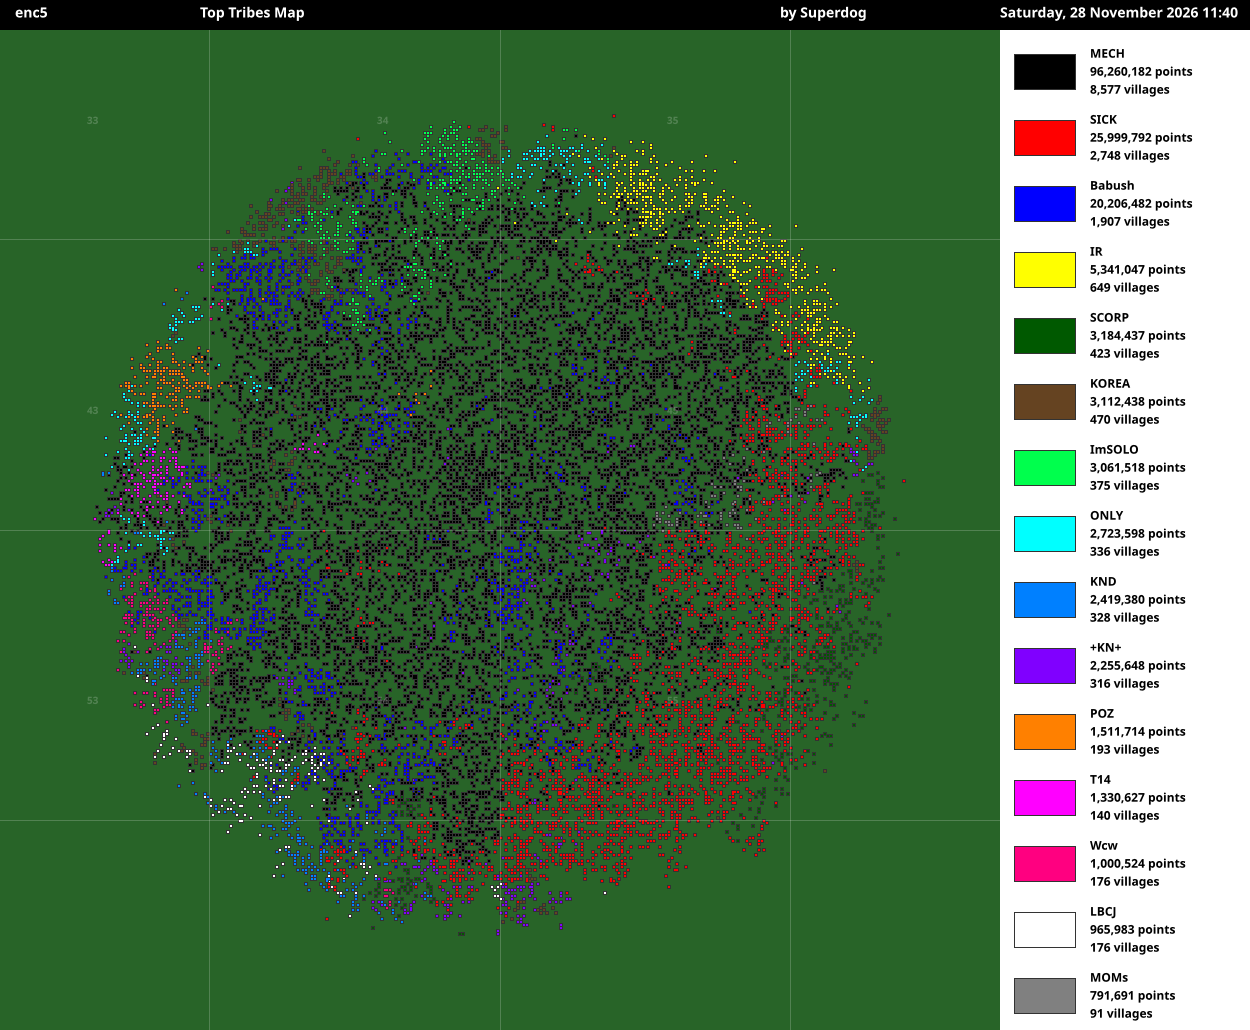 enc5 Top Tribes Map by Superdog Saturday, 28 November 2026 11:40
33 34 35
43
53
MECH
96,260,182 points
8,577 villages
SICK
25,999,792 points
2,748 villages
Babush
20,206,482 points
1,907 villages
IR
5,341,047 points
649 villages
SCORP
3,184,437 points
423 villages
KOREA
3,112,438 points
470 villages
ImSOLO
3,061,518 points
375 villages
ONLY
2,723,598 points
336 villages
KND
2,419,380 points
328 villages
+KN+
2,255,648 points
316 villages
POZ
1,511,714 points
193 villages
T14
1,330,627 points
140 villages
Wcw
1,000,524 points
176 villages
LBCJ
965,983 points
176 villages
MOMs
791,691 points
91 villages